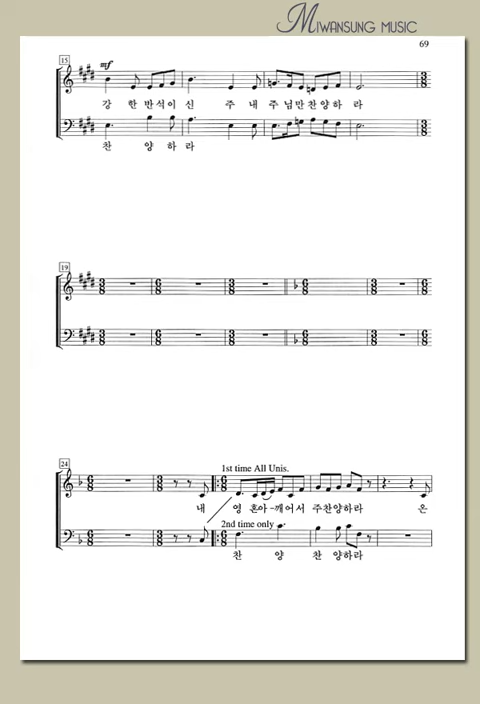 MIWANSUNG MUSIC
69
15
mf
강 한 반 석 이 신 주 내 주 님 만 찬 양 하 라
찬 양 하 라
19
24
1st time All Unis.
내 영 혼 아 - 깨 어 서 주 찬 양 하 라 온
2nd time only
찬 양 찬 양 하 라